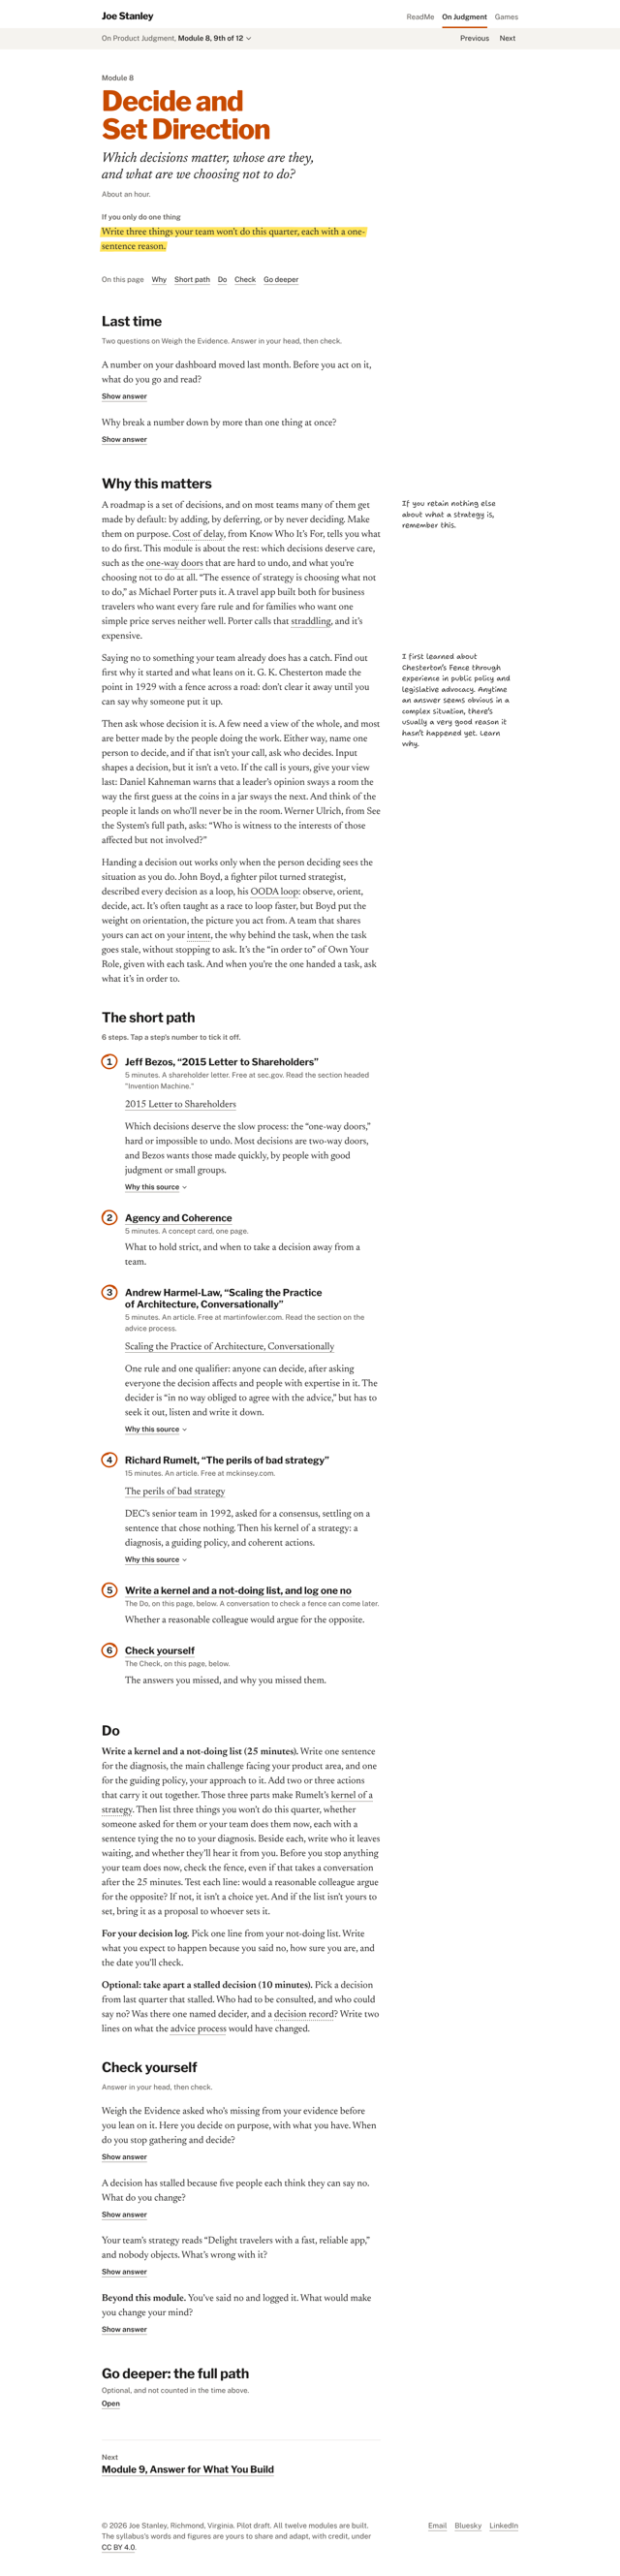 Joe Stanley
ReadMe On Judgment Games
On Product Judgment, Module 8, 9th of 12
Previous Next
Module 8
Decide and
Set Direction
Which decisions matter, whose are they,
and what are we choosing not to do?
About an hour.
If you only do one thing
Write three things your team won't do this quarter, each with a one-
sentence reason.
On this page Why Short path Do Check Go deeper
Last time
Two questions on Weigh the Evidence. Answer in your head, then check.
A number on your dashboard moved last month. Before you act on it,
what do you go and read?
Show answer
Why break a number down by more than one thing at once?
Show answer
Why this matters
A roadmap is a set of decisions, and on most teams many of them get
made by default: by adding, by deferring, or by never deciding. Make
them on purpose. Cost of delay, from Know Who It's For, tells you what
to do first. This module is about the rest: which decisions deserve care,
such as the one-way doors that are hard to undo, and what you're
choosing not to do at all. “The essence of strategy is choosing what not
to do,” as Michael Porter puts it. A travel app built both for business
travelers who want every fare rule and for families who want one
simple price serves neither well. Porter calls that straddling, and it's
expensive.
If you retain nothing else
about what a strategy is,
remember this.
Saying no to something your team already does has a catch. Find out
first why it started and what leans on it. G. K. Chesterton made the
point in 1929 with a fence across a road: don't clear it away until you
can say why someone put it up.
I first learned about
Chesterton's Fence through
experience in public policy and
legislative advocacy. Anytime
an answer seems obvious in a
complex situation, there's
usually a very good reason it
hasn't happened yet. Learn
why.
Then ask whose decision it is. A few need a view of the whole, and most
are better made by the people doing the work. Either way, name one
person to decide, and if that isn't your call, ask who decides. Input
shapes a decision, but it isn't a veto. If the call is yours, give your view
last: Daniel Kahneman warns that a leader's opinion sways a room the
way the first guess at the coins in a jar sways the next. And think of the
people it lands on who'll never be in the room. Werner Ulrich, from See
the System's full path, asks: “Who is witness to the interests of those
affected but not involved?”
Handing a decision out works only when the person deciding sees the
situation as you do. John Boyd, a fighter pilot turned strategist,
described every decision as a loop, his OODA loop: observe, orient,
decide, act. It's often taught as a race to loop faster, but Boyd put the
weight on orientation, the picture you act from. A team that shares
yours can act on your intent, the why behind the task, when the task
goes stale, without stopping to ask. It's the “in order to” of Own Your
Role, given with each task. And when you're the one handed a task, ask
what it's in order to.
The short path
6 steps. Tap a step's number to tick it off.
1 Jeff Bezos, “2015 Letter to Shareholders”
5 minutes. A shareholder letter. Free at sec.gov. Read the section headed
"Invention Machine."
2015 Letter to Shareholders
Which decisions deserve the slow process: the “one-way doors,”
hard or impossible to undo. Most decisions are two-way doors,
and Bezos wants those made quickly, by people with good
judgment or small groups.
Why this source
2 Agency and Coherence
5 minutes. A concept card, one page.
What to hold strict, and when to take a decision away from a
team.
3 Andrew Harmel-Law, “Scaling the Practice
of Architecture, Conversationally”
5 minutes. An article. Free at martinfowler.com. Read the section on the
advice process.
Scaling the Practice of Architecture, Conversationally
One rule and one qualifier: anyone can decide, after asking
everyone the decision affects and people with expertise in it. The
decider is “in no way obliged to agree with the advice,” but has to
seek it out, listen and write it down.
Why this source
4 Richard Rumelt, “The perils of bad strategy”
15 minutes. An article. Free at mckinsey.com.
The perils of bad strategy
DEC's senior team in 1992, asked for a consensus, settling on a
sentence that chose nothing. Then his kernel of a strategy: a
diagnosis, a guiding policy, and coherent actions.
Why this source
5 Write a kernel and a not-doing list, and log one no
The Do, on this page, below. A conversation to check a fence can come later.
Whether a reasonable colleague would argue for the opposite.
6 Check yourself
The Check, on this page, below.
The answers you missed, and why you missed them.
Do
Write a kernel and a not-doing list (25 minutes). Write one sentence
for the diagnosis, the main challenge facing your product area, and one
for the guiding policy, your approach to it. Add two or three actions
that carry it out together. Those three parts make Rumelt's kernel of a
strategy. Then list three things you won't do this quarter, whether
someone asked for them or your team does them now, each with a
sentence tying the no to your diagnosis. Beside each, write who it leaves
waiting, and whether they'll hear it from you. Before you stop anything
your team does now, check the fence, even if that takes a conversation
after the 25 minutes. Test each line: would a reasonable colleague argue
for the opposite? If not, it isn't a choice yet. And if the list isn't yours to
set, bring it as a proposal to whoever sets it.
For your decision log. Pick one line from your not-doing list. Write
what you expect to happen because you said no, how sure you are, and
the date you'll check.
Optional: take apart a stalled decision (10 minutes). Pick a decision
from last quarter that stalled. Who had to be consulted, and who could
say no? Was there one named decider, and a decision record? Write two
lines on what the advice process would have changed.
Check yourself
Answer in your head, then check.
Weigh the Evidence asked who's missing from your evidence before
you lean on it. Here you decide on purpose, with what you have. When
do you stop gathering and decide?
Show answer
A decision has stalled because five people each think they can say no.
What do you change?
Show answer
Your team's strategy reads “Delight travelers with a fast, reliable app,”
and nobody objects. What's wrong with it?
Show answer
Beyond this module. You've said no and logged it. What would make
you change your mind?
Show answer
Go deeper: the full path
Optional, and not counted in the time above.
Open
Next
Module 9, Answer for What You Build
© 2026 Joe Stanley, Richmond, Virginia. Pilot draft. All twelve modules are built.
The syllabus's words and figures are yours to share and adapt, with credit, under
CC BY 4.0.
Email Bluesky LinkedIn